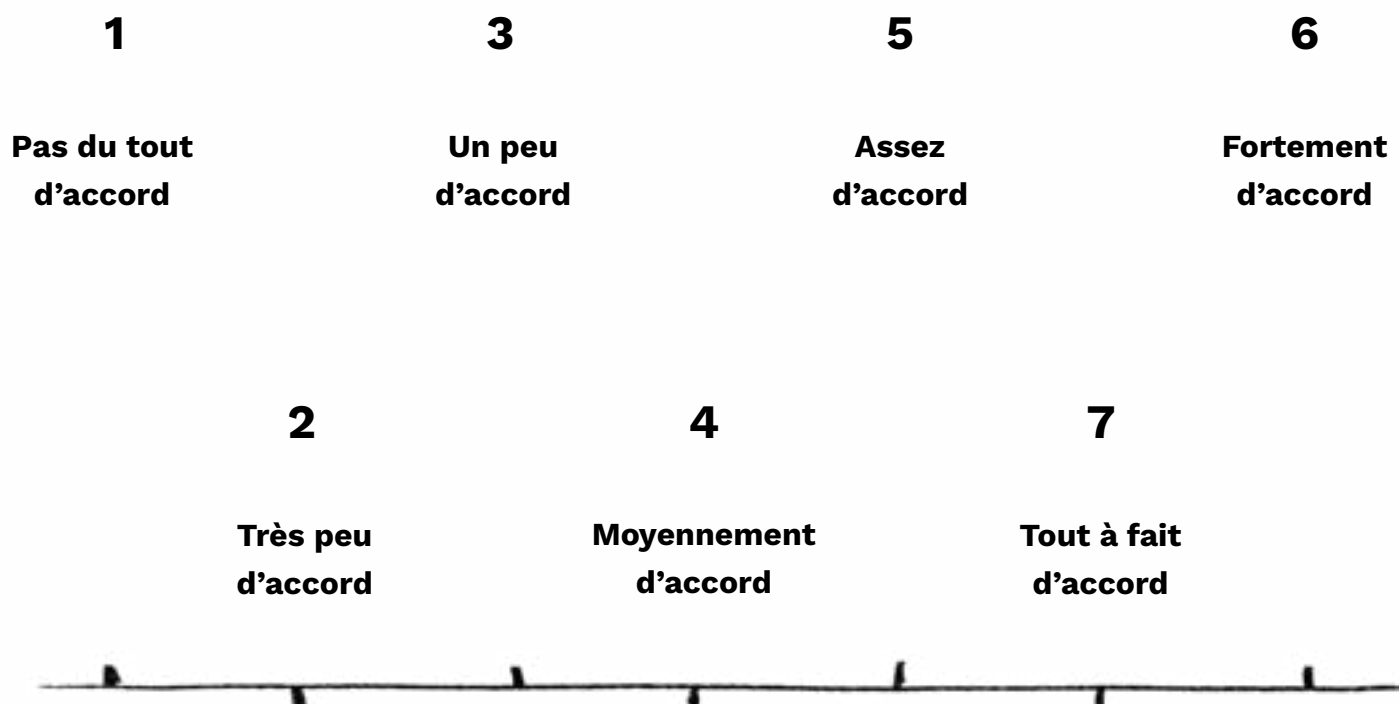 1 3 5 6
Pas du tout Un peu Assez Fortement
d’accord d’accord d’accord d’accord
2 4 7
Très peu Moyennement Tout à fait
d’accord d’accord d’accord